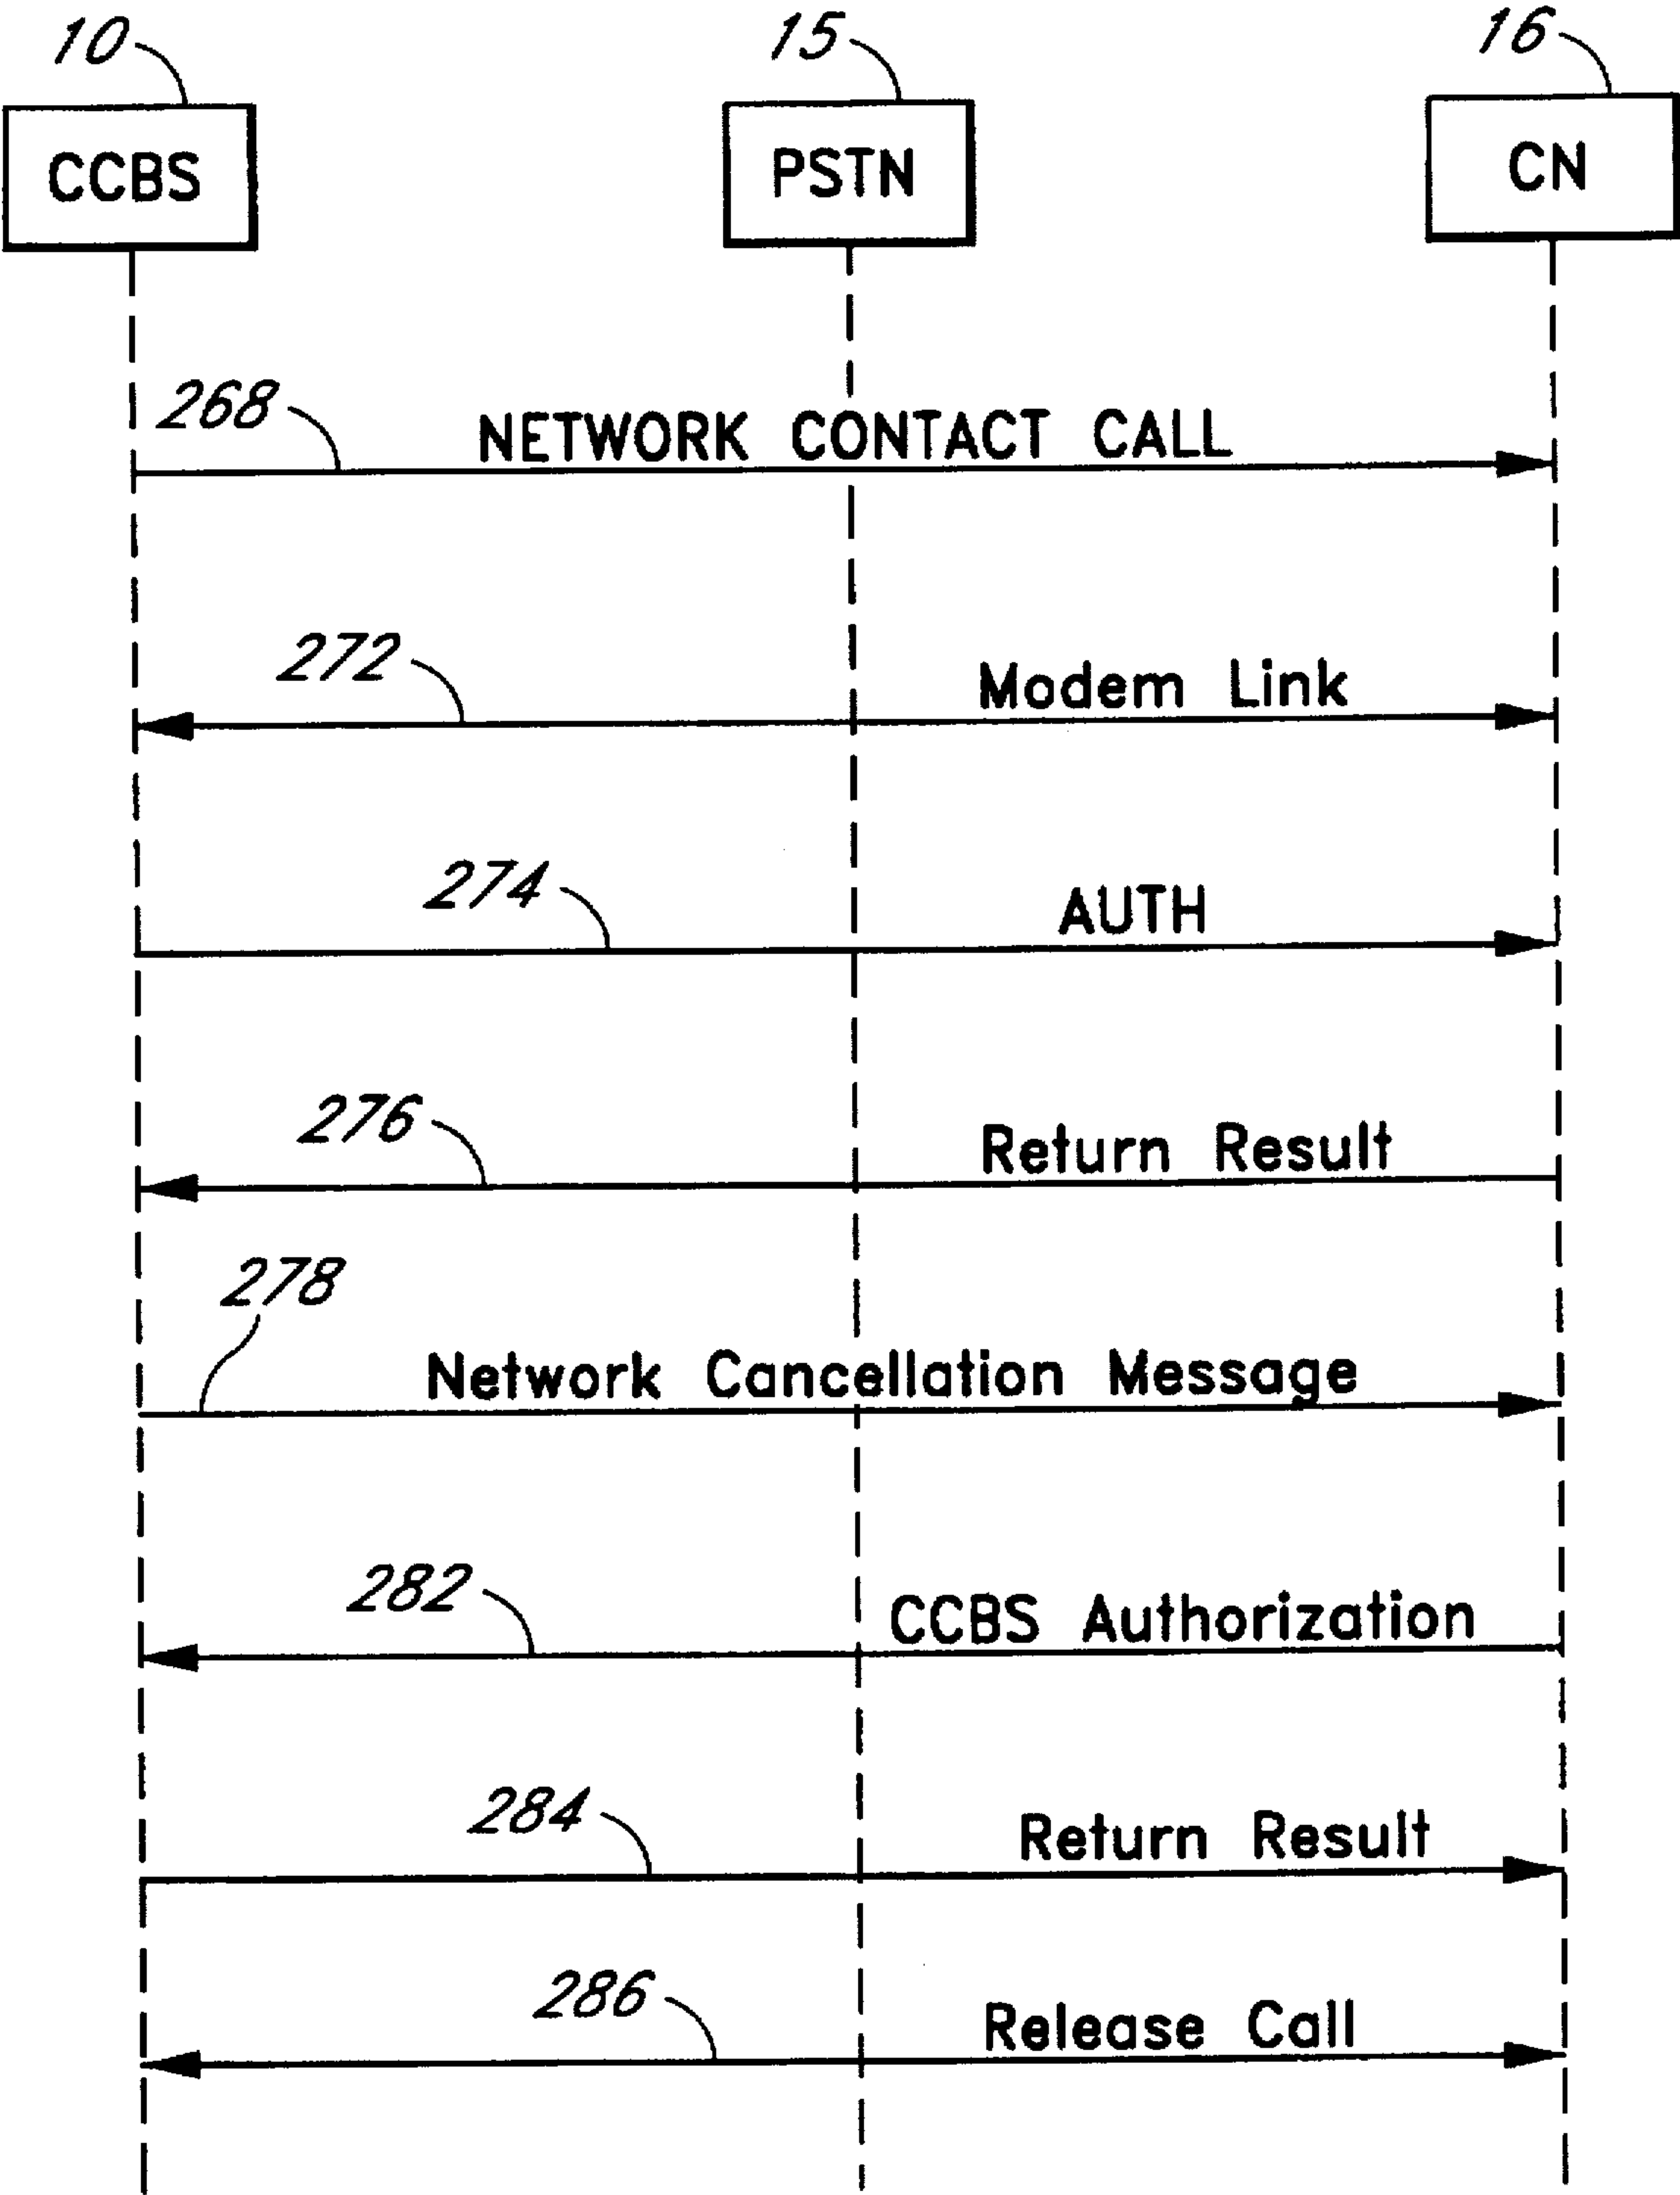 10 15 16
CCBS PSTN CN
268 NETWORK CONTACT CALL
272 Modem Link
274 AUTH
276 Return Result
278
Network Cancellation Message
282 CCBS Authorization
284 Return Result
286 Release Call